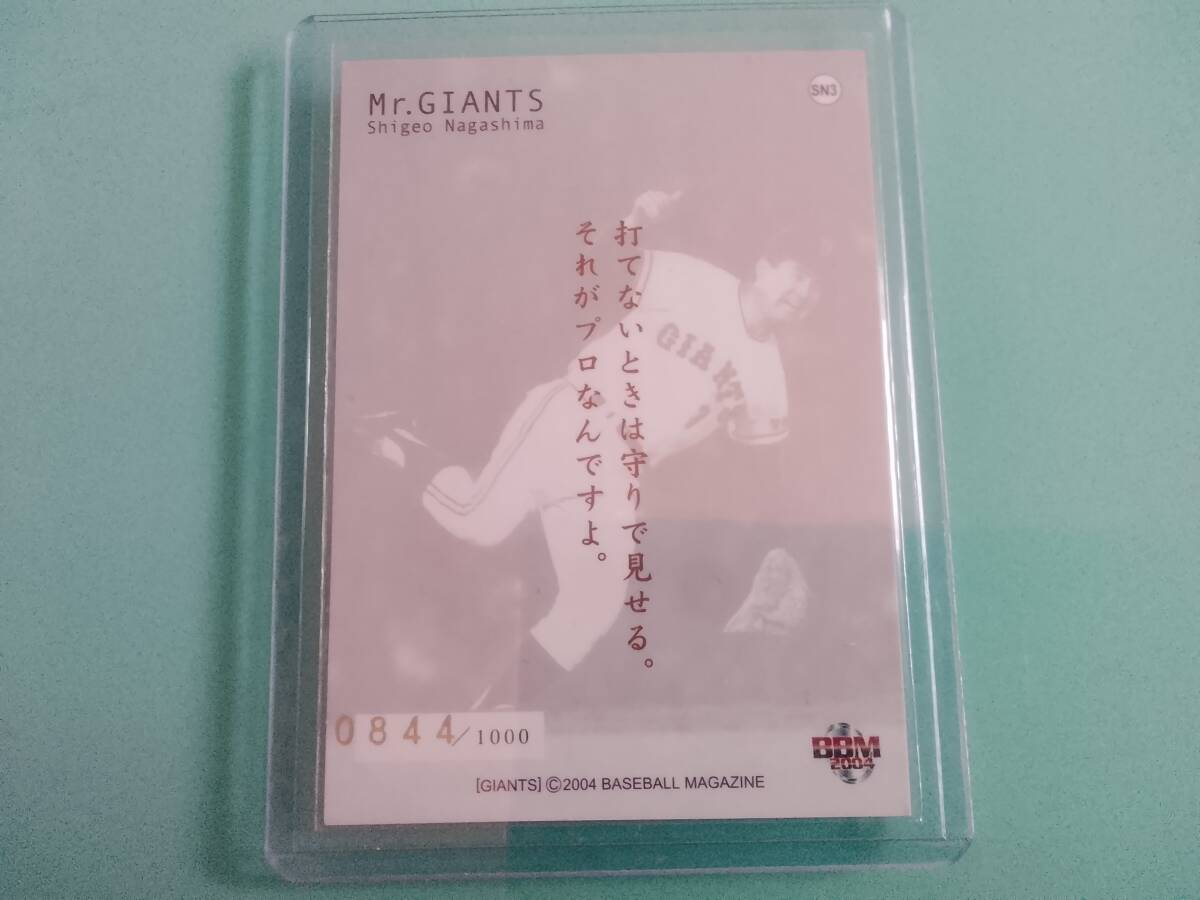 Mr.GIANTS
Shigeo Nagashima
SN3
打てないときは守りで見せる。
それがプロなんですよ。
GIANTS
0844/1000
BBM
2004
[GIANTS] ©2004 BASEBALL MAGAZINE